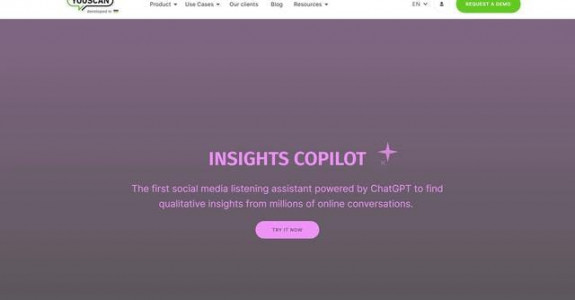 YOUSCAN
developed in
Product Use Cases Our clients Blog Resources EN REQUEST A DEMO
INSIGHTS COPILOT
The first social media listening assistant powered by ChatGPT to find
qualitative insights from millions of online conversations.
TRY IT NOW